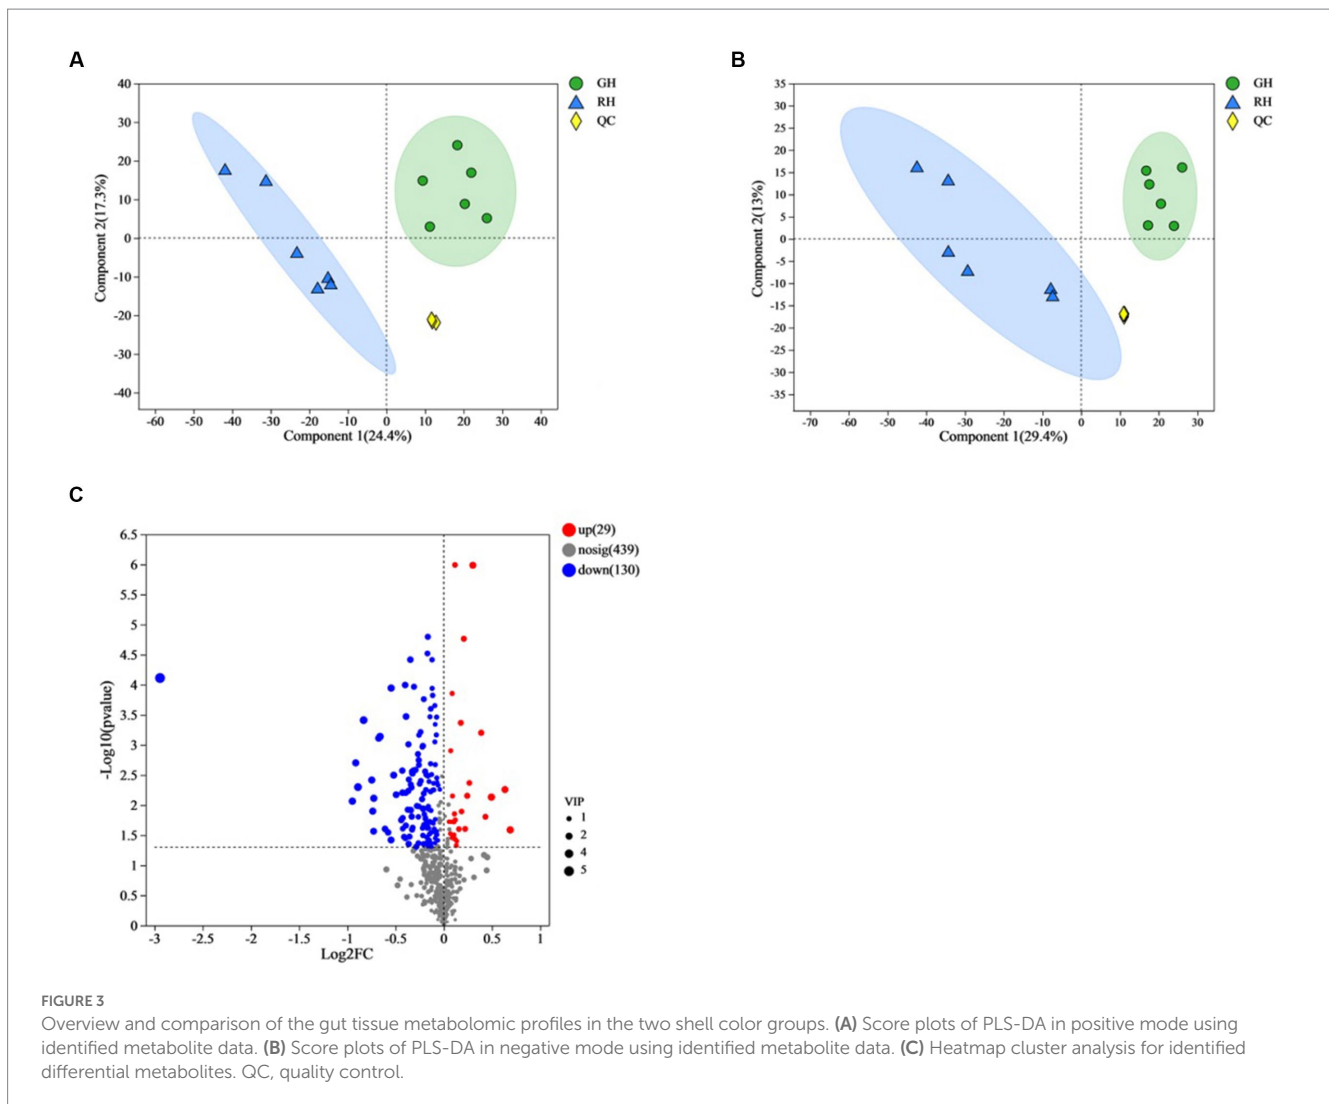 A
GH
RH
QC
40
30
20
10
0
-10
-20
-30
-40
Component 2(17.3%)
-60 -50 -40 -30 -20 -10 0 10 20 30 40
Component 1(24.4%)
B
GH
RH
QC
35
30
25
20
15
10
5
0
-5
-10
-15
-20
-25
-30
-35
Component 2(13%)
-70 -60 -50 -40 -30 -20 -10 0 10 20 30
Component 1(29.4%)
C
up(29)
nosig(439)
down(130)
6.5
6
5.5
5
4.5
4
3.5
3
2.5
2
1.5
1
0.5
0
-Log10(pvalue)
VIP
1
2
4
5
-3 -2.5 -2 -1.5 -1 -0.5 0 0.5 1
Log2FC
FIGURE 3
Overview and comparison of the gut tissue metabolomic profiles in the two shell color groups. (A) Score plots of PLS-DA in positive mode using
identified metabolite data. (B) Score plots of PLS-DA in negative mode using identified metabolite data. (C) Heatmap cluster analysis for identified
differential metabolites. QC, quality control.